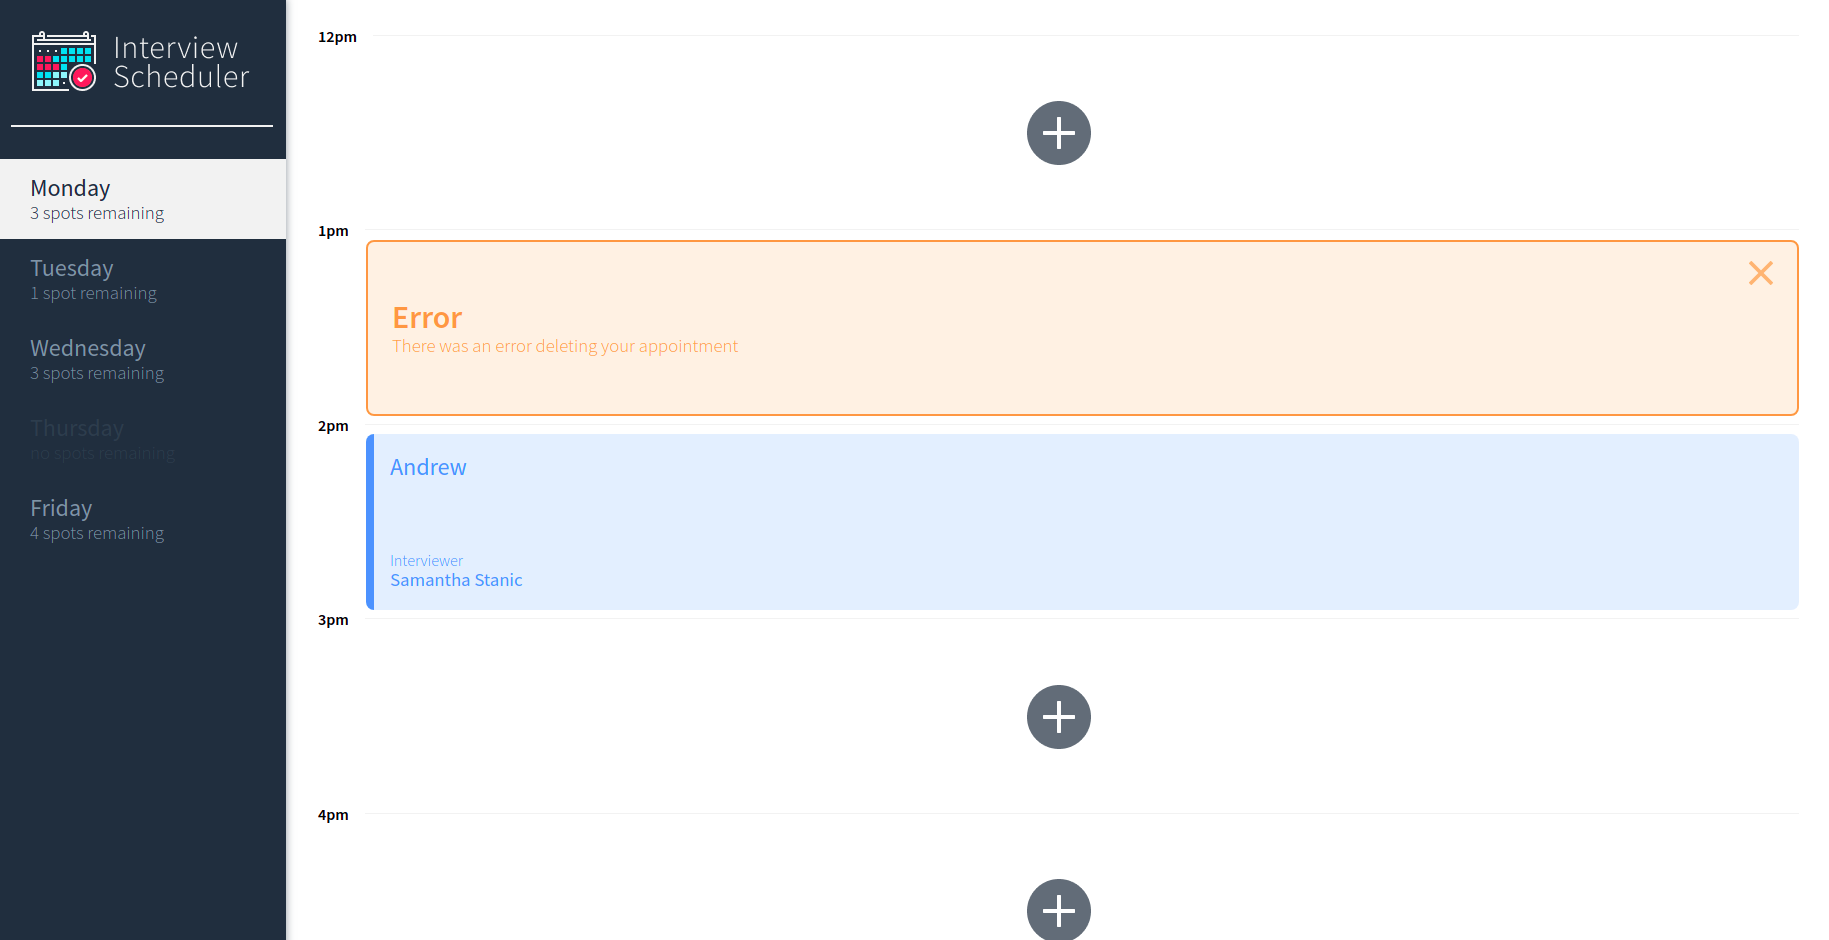 Interview
Scheduler
Monday
3 spots remaining
Tuesday
1 spot remaining
Wednesday
3 spots remaining
Thursday
no spots remaining
Friday
4 spots remaining
12pm
1pm
Error
There was an error deleting your appointment
2pm
Andrew
Interviewer
Samantha Stanic
3pm
4pm